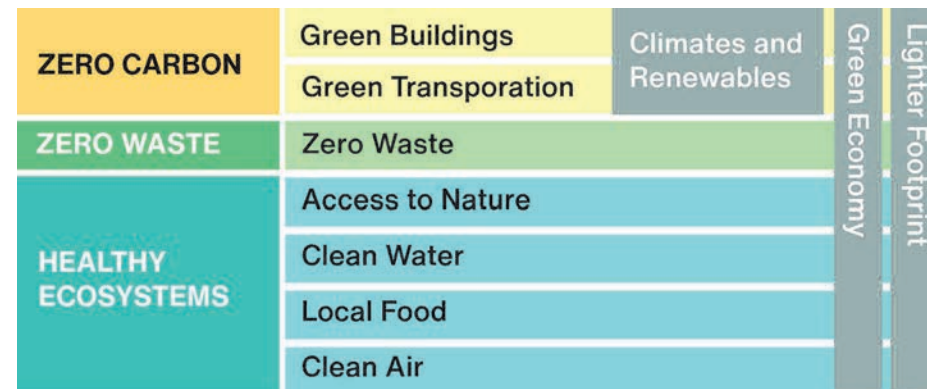 ZERO CARBON
Green Buildings
Green Transporation
Climates and
Renewables
ZERO WASTE
Zero Waste
HEALTHY
ECOSYSTEMS
Access to Nature
Clean Water
Local Food
Clean Air
Green Economy
Lighter Footprint